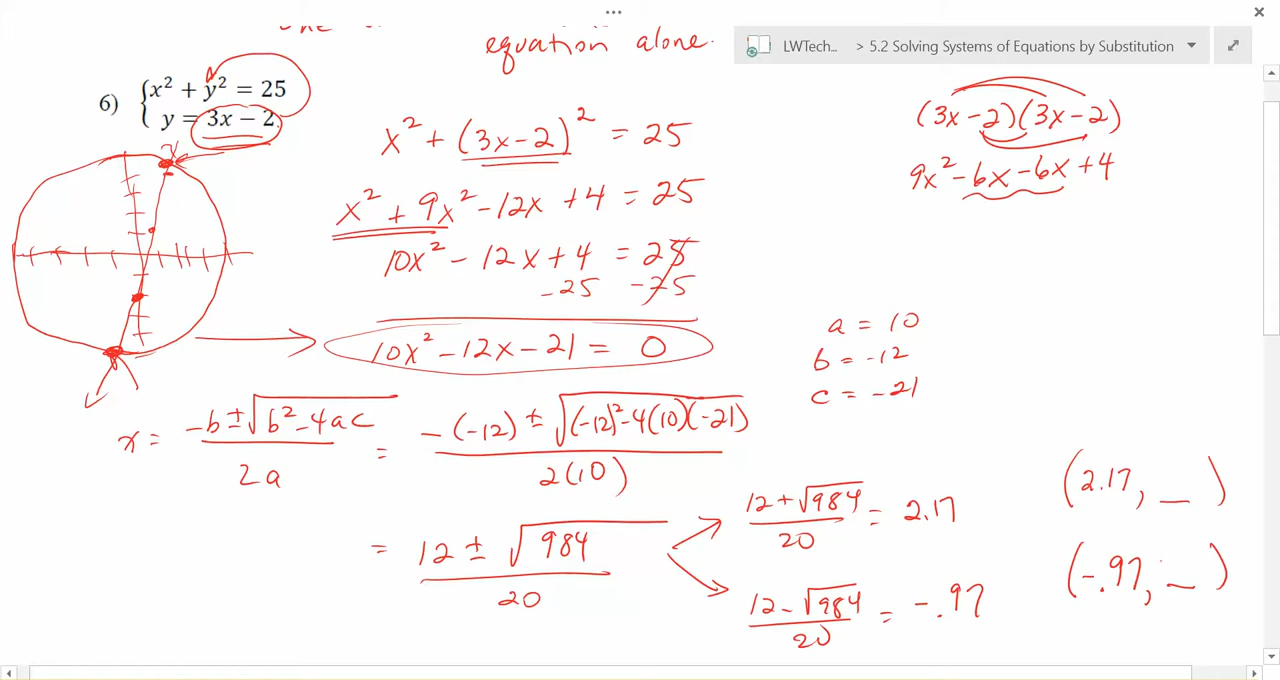 equation alone.
LWTech... > 5.2 Solving Systems of Equations by Substitution
6) {x² + y² = 25
y = 3x − 2
x² + (3x-2)² = 25
x² + 9x² - 12x + 4 = 25
10x² - 12x + 4 = 25
-25 -25
10x² - 12x - 21 = 0
(3x-2)(3x-2)
9x² - 6x - 6x + 4
a = 10
b = -12
c = -21
x = (-b ± √(b² - 4ac))/(2a) = (-(-12) ± √((-12)² - 4(10)(-21)))/(2(10))
= (12 ± √984)/20
(12 + √984)/20 = 2.17
(12 - √984)/20 = -.97
(2.17, _)
(-.97, _)